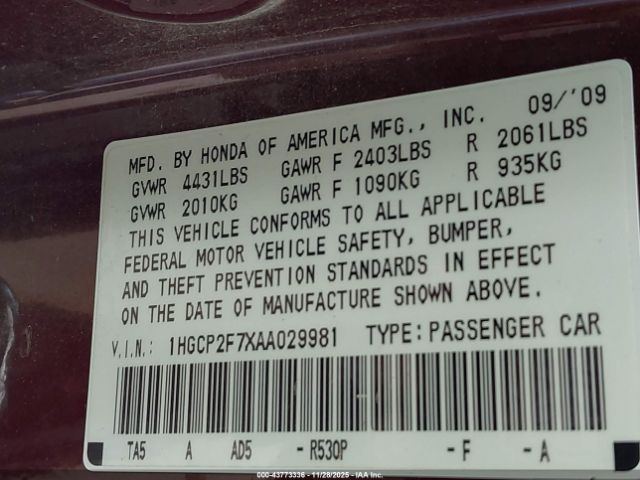 MFD. BY HONDA OF AMERICA MFG., INC. 09/'09
GVWR 4431LBS GAWR F 2403LBS R 2061LBS
GVWR 2010KG GAWR F 1090KG R 935KG
THIS VEHICLE CONFORMS TO ALL APPLICABLE
FEDERAL MOTOR VEHICLE SAFETY, BUMPER,
AND THEFT PREVENTION STANDARDS IN EFFECT
ON THE DATE OF MANUFACTURE SHOWN ABOVE.
V.I.N.: 1HGCP2F7XAA029981 TYPE:PASSENGER CAR
TA5 A AD5 -R530P -F -A
000-43773336 - 11/28/2025 - IAA Inc.